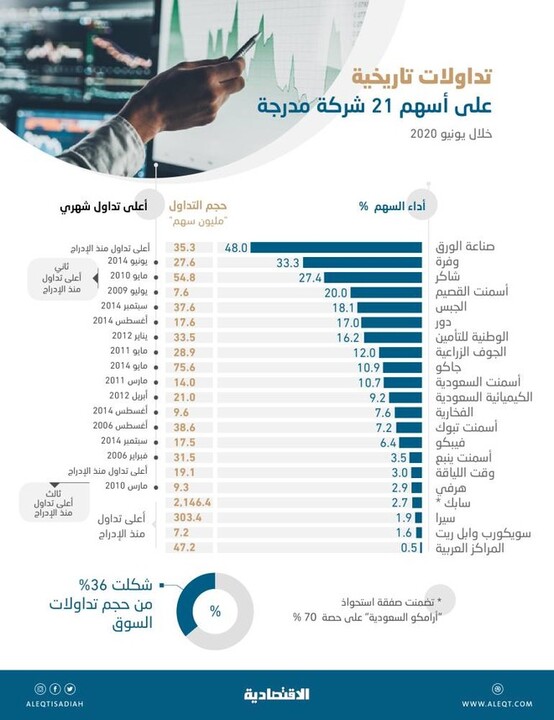 تداولات تاريخية
على أسهم 21 شركة مدرجة
خلال يونيو 2020
أداء السهم %
حجم التداول
"مليون سهم"
أعلى تداول شهري
صناعة الورق 48.0 35.3 أعلى تداول منذ الإدراج
وفرة 33.3 27.6 يونيو 2014
شاكر 27.4 54.8 مايو 2010
أسمنت القصيم 20.0 7.6 يوليو 2009
الجبس 18.1 37.6 سبتمبر 2014
دور 17.0 17.6 أغسطس 2014
الوطنية للتأمين 16.2 33.5 يناير 2012
الجوف الزراعية 12.0 28.9 مايو 2011
جاكو 10.9 75.6 مايو 2014
أسمنت السعودية 10.7 14.0 مارس 2011
الكيميائية السعودية 9.2 21.0 أبريل 2012
الفخارية 7.6 9.6 أغسطس 2014
أسمنت تبوك 7.2 38.6 أغسطس 2006
فيبكو 6.4 17.5 سبتمبر 2014
أسمنت ينبع 3.5 31.5 فبراير 2006
وقت اللياقة 3.0 19.1 أعلى تداول منذ الإدراج
هرفي 2.9 9.3 مارس 2010
سابك * 2.7 2,146.4
سيرا 1.9 303.4
سويكورب وابل ريت 1.6 7.2
المراكز العربية 0.5 47.2
أعلى تداول
منذ الإدراج
ثاني
أعلى تداول
منذ الإدراج
ثالث
أعلى تداول
منذ الإدراج
* تضمنت صفقة استحواذ
"أرامكو السعودية" على حصة 70 %
%
شكلت 36%
من حجم تداولات
السوق
WWW.ALEQT.COM
الاقتصادية
ALEQTISADIAH